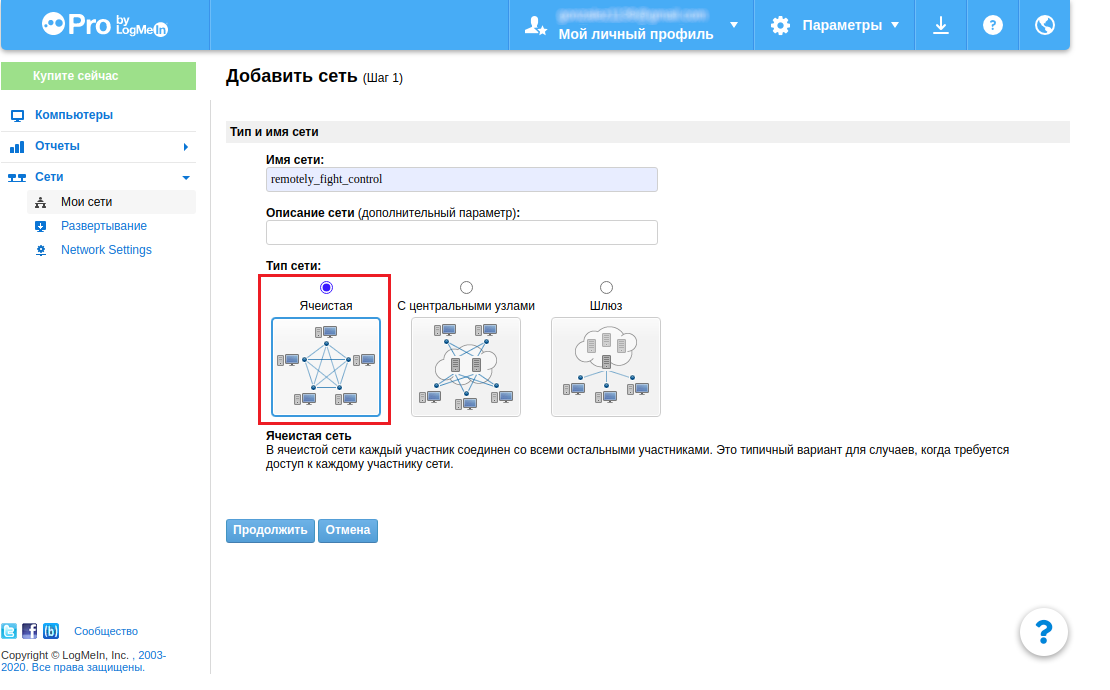 Pro by LogMeIn
Мой личный профиль
Параметры
Купите сейчас
Добавить сеть (Шаг 1)
Компьютеры
Отчеты
Сети
Мои сети
Развертывание
Network Settings
Тип и имя сети
Имя сети:
remotely_fight_control
Описание сети (дополнительный параметр):
Тип сети:
Ячеистая
С центральными узлами
Шлюз
Ячеистая сеть
В ячеистой сети каждый участник соединен со всеми остальными участниками. Это типичный вариант для случаев, когда требуется
доступ к каждому участнику сети.
Продолжить
Отмена
Сообщество
Copyright © LogMeIn, Inc. , 2003-
2020. Все права защищены.